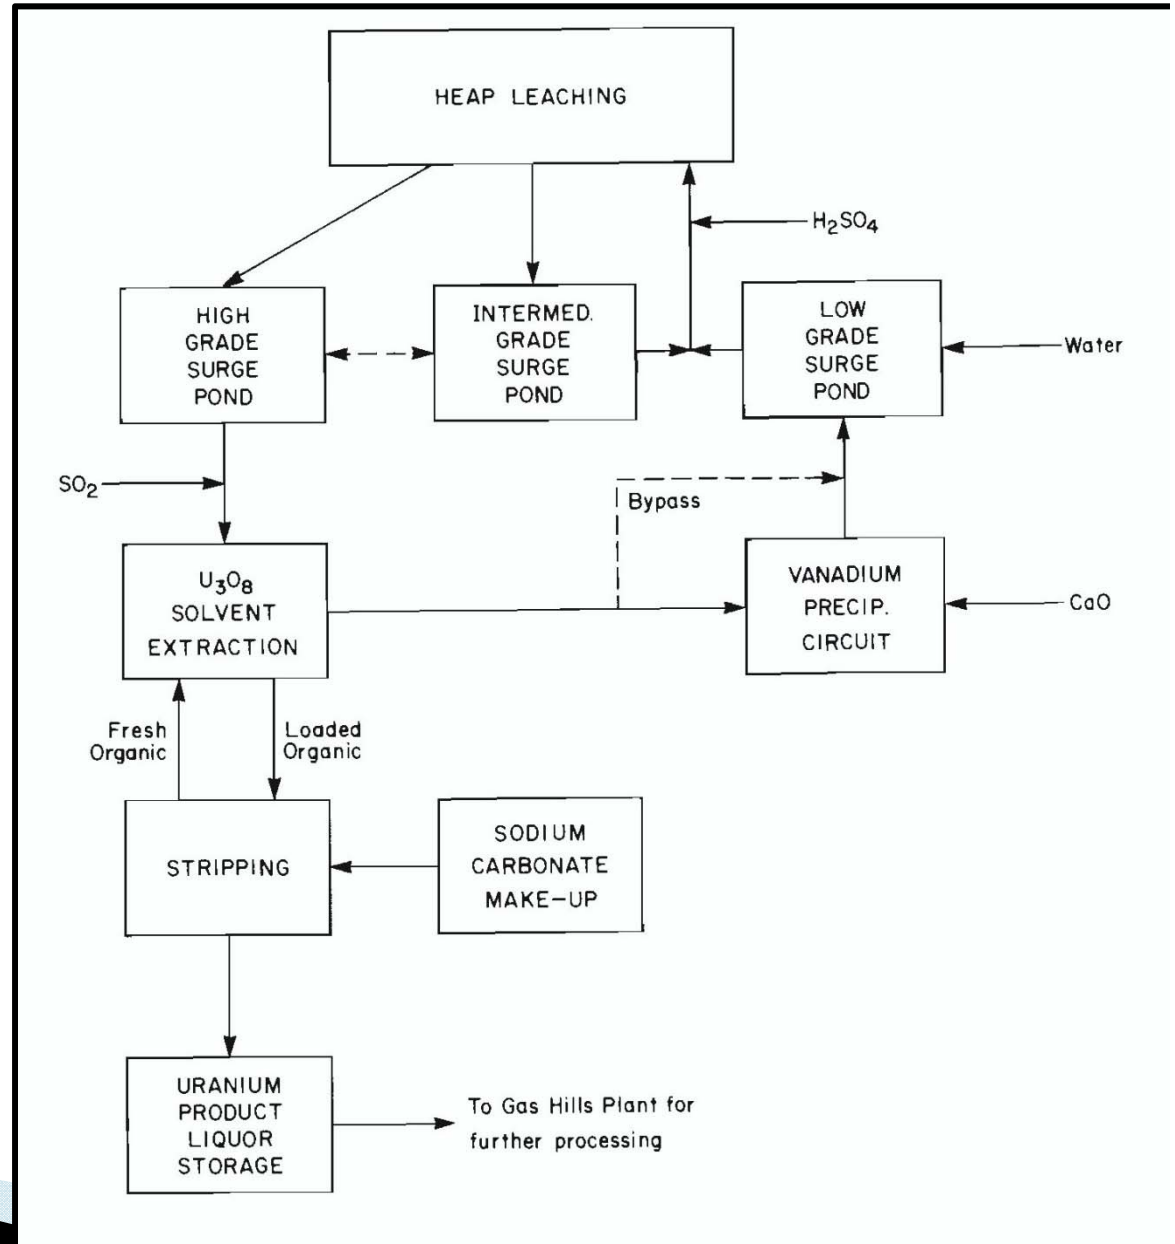 HEAP LEACHING
H₂SO₄
HIGH
GRADE
SURGE
POND
INTERMED.
GRADE
SURGE
POND
LOW
GRADE
SURGE
POND
Water
SO₂
Bypass
U₃O₈
SOLVENT
EXTRACTION
VANADIUM
PRECIP.
CIRCUIT
CaO
Fresh
Organic
Loaded
Organic
STRIPPING
SODIUM
CARBONATE
MAKE-UP
URANIUM
PRODUCT
LIQUOR
STORAGE
To Gas Hills Plant for
further processing